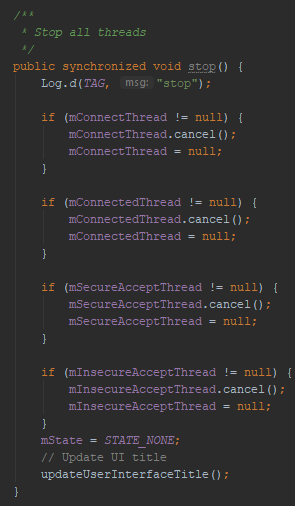 /**
* Stop all threads
*/
public synchronized void stop() {
Log.d(TAG, msg: "stop");
if (mConnectThread != null) {
mConnectThread.cancel();
mConnectThread = null;
}
if (mConnectedThread != null) {
mConnectedThread.cancel();
mConnectedThread = null;
}
if (mSecureAcceptThread != null) {
mSecureAcceptThread.cancel();
mSecureAcceptThread = null;
}
if (mInsecureAcceptThread != null) {
mInsecureAcceptThread.cancel();
mInsecureAcceptThread = null;
}
mState = STATE_NONE;
// Update UI title
updateUserInterfaceTitle();
}